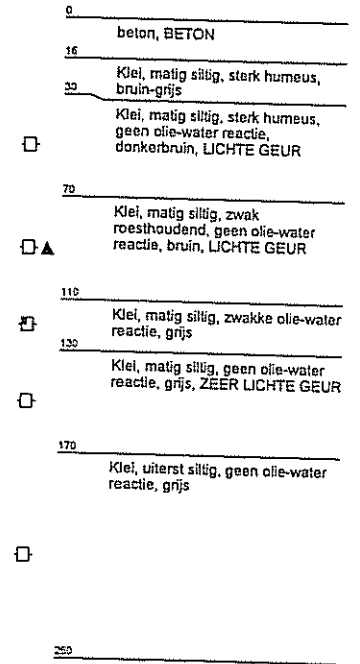 0
beton, BETON
16
Klei, matig siltig, sterk humeus,
bruin-grijs
30
Klei, matig siltig, sterk humeus,
geen olie-water reactie,
donkerbruin, LICHTE GEUR
70
Klei, matig siltig, zwak
roesthoudend, geen olie-water
reactie, bruin, LICHTE GEUR
110
Klei, matig siltig, zwakke olie-water
reactie, grijs
130
Klei, matig siltig, geen olie-water
reactie, grijs, ZEER LICHTE GEUR
170
Klei, uiterst siltig, geen olie-water
reactie, grijs
250